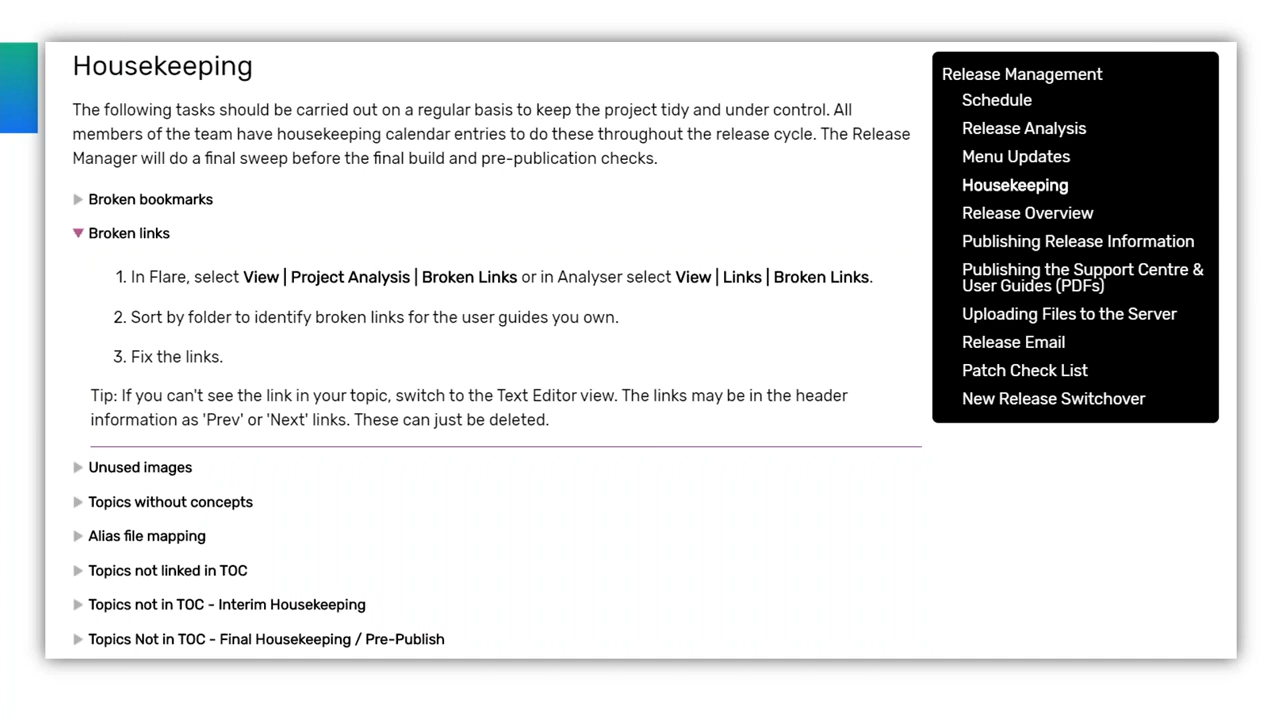 Housekeeping
The following tasks should be carried out on a regular basis to keep the project tidy and under control. All
members of the team have housekeeping calendar entries to do these throughout the release cycle. The Release
Manager will do a final sweep before the final build and pre-publication checks.
Broken bookmarks
Broken links
1. In Flare, select View | Project Analysis | Broken Links or in Analyser select View | Links | Broken Links.
2. Sort by folder to identify broken links for the user guides you own.
3. Fix the links.
Tip: If you can't see the link in your topic, switch to the Text Editor view. The links may be in the header
information as 'Prev' or 'Next' links. These can just be deleted.
Unused images
Topics without concepts
Alias file mapping
Topics not linked in TOC
Topics not in TOC - Interim Housekeeping
Topics Not in TOC - Final Housekeeping / Pre-Publish
Release Management
Schedule
Release Analysis
Menu Updates
Housekeeping
Release Overview
Publishing Release Information
Publishing the Support Centre &
User Guides (PDFs)
Uploading Files to the Server
Release Email
Patch Check List
New Release Switchover